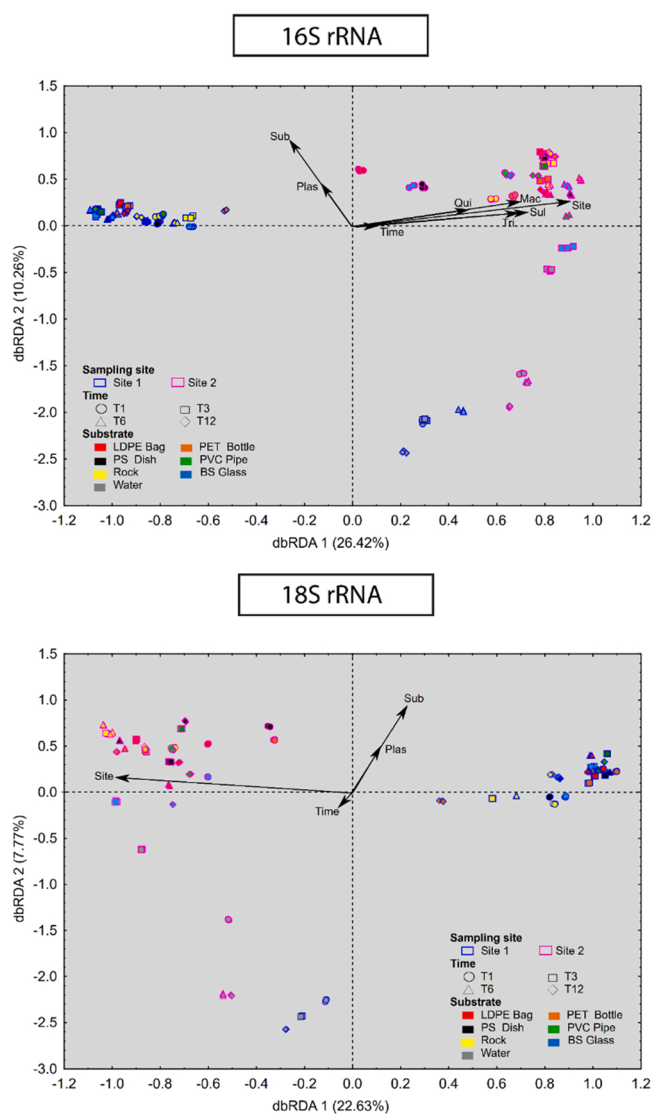 16S rRNA
1.5
1.0
0.5
0.0
-0.5
-1.0
-1.5
-2.0
-2.5
-3.0
dbRDA 2 (10.26%)
Sub
Plas
Qui
Mac
Site
Sul
Tri
Time
Sampling site
Site 1 Site 2
Time
T1 T3
T6 T12
Substrate
LDPE Bag PET Bottle
PS Dish PVC Pipe
Rock BS Glass
Water
-1.2 -1.0 -0.8 -0.6 -0.4 -0.2 0.0 0.2 0.4 0.6 0.8 1.0 1.2
dbRDA 1 (26.42%)
18S rRNA
1.5
1.0
0.5
0.0
-0.5
-1.0
-1.5
-2.0
-2.5
-3.0
dbRDA 2 (7.77%)
Sub
Plas
Site
Time
Sampling site
Site 1 Site 2
Time
T1 T3
T6 T12
Substrate
LDPE Bag PET Bottle
PS Dish PVC Pipe
Rock BS Glass
Water
-1.2 -1.0 -0.8 -0.6 -0.4 -0.2 0.0 0.2 0.4 0.6 0.8 1.0 1.2
dbRDA 1 (22.63%)